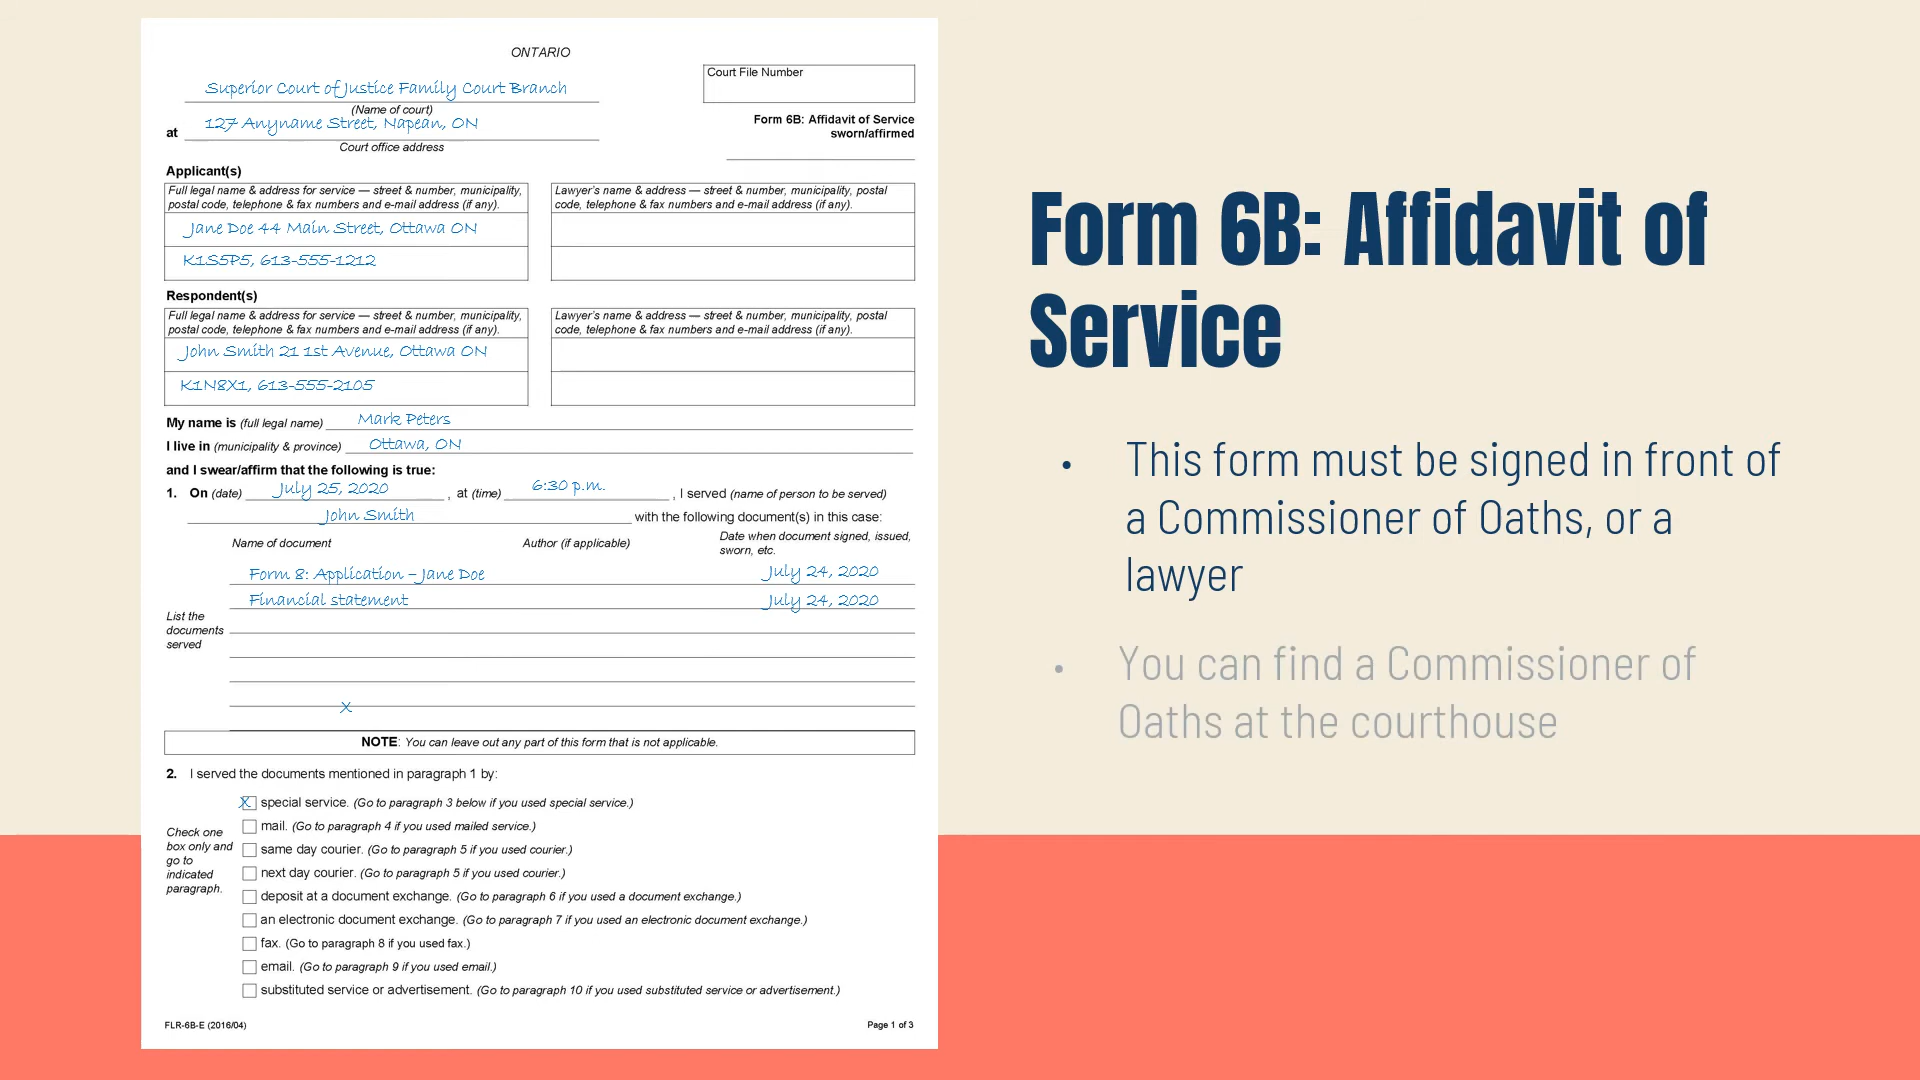 ONTARIO
Court File Number
Superior Court of Justice Family Court Branch
(Name of court)
127 Anyname Street, Napean, ON
at
Court office address
Form 6B: Affidavit of Service
sworn/affirmed
Applicant(s)
Full legal name & address for service — street & number, municipality,
postal code, telephone & fax numbers and e-mail address (if any).
Jane Doe 44 Main Street, Ottawa ON
K1S5P5, 613-555-1212
Lawyer's name & address — street & number, municipality, postal
code, telephone & fax numbers and e-mail address (if any).
Respondent(s)
Full legal name & address for service — street & number, municipality,
postal code, telephone & fax numbers and e-mail address (if any).
John Smith 21 1st Avenue, Ottawa ON
K1N8X1, 613-555-2105
Lawyer's name & address — street & number, municipality, postal
code, telephone & fax numbers and e-mail address (if any).
My name is (full legal name) Mark Peters
I live in (municipality & province) Ottawa, ON
and I swear/affirm that the following is true:
1. On (date) July 25, 2020 , at (time) 6:30 p.m. , I served (name of person to be served)
John Smith with the following document(s) in this case:
Name of document Author (if applicable) Date when document signed, issued,
sworn, etc.
Form 8: Application – Jane Doe July 24, 2020
Financial statement July 24, 2020
List the
documents
served
X
NOTE: You can leave out any part of this form that is not applicable.
2. I served the documents mentioned in paragraph 1 by:
Check one
box only and
go to
indicated
paragraph.
X special service. (Go to paragraph 3 below if you used special service.)
mail. (Go to paragraph 4 if you used mailed service.)
same day courier. (Go to paragraph 5 if you used courier.)
next day courier. (Go to paragraph 5 if you used courier.)
deposit at a document exchange. (Go to paragraph 6 if you used a document exchange.)
an electronic document exchange. (Go to paragraph 7 if you used an electronic document exchange.)
fax. (Go to paragraph 8 if you used fax.)
email. (Go to paragraph 9 if you used email.)
substituted service or advertisement. (Go to paragraph 10 if you used substituted service or advertisement.)
FLR-6B-E (2016/04) Page 1 of 3
Form 6B: Affidavit of
Service
• This form must be signed in front of
a Commissioner of Oaths, or a
lawyer
• You can find a Commissioner of
Oaths at the courthouse